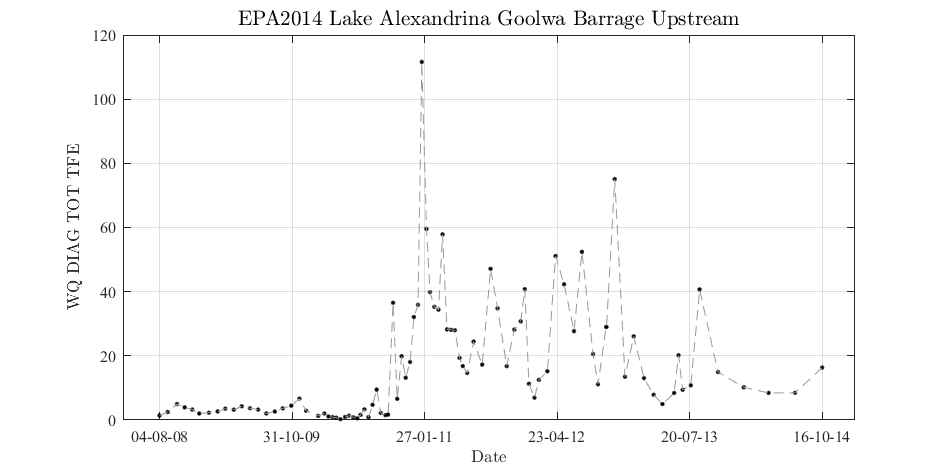 EPA2014 Lake Alexandrina Goolwa Barrage Upstream
120
100
80
60
40
20
0
WQ DIAG TOT TFE
04-08-08 31-10-09 27-01-11 23-04-12 20-07-13 16-10-14
Date